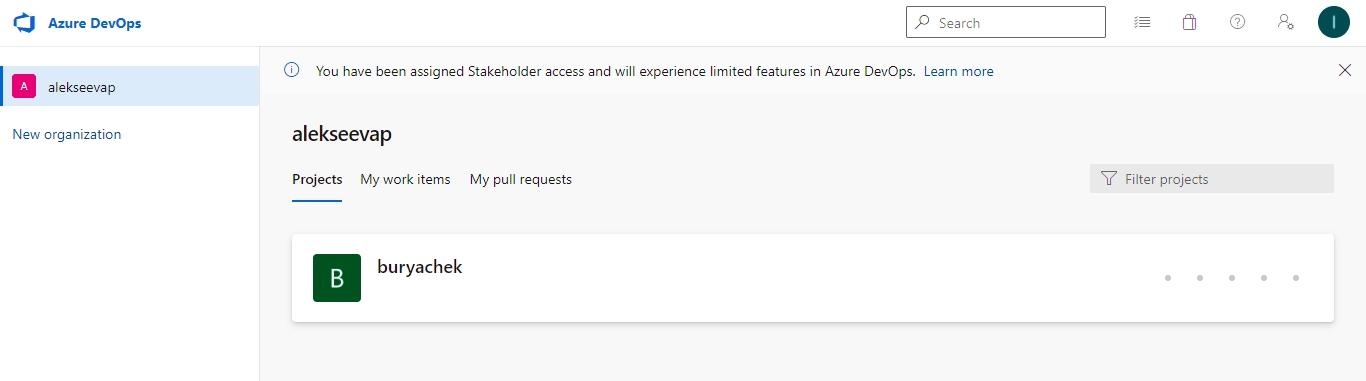 Azure DevOps
Search
I
A
alekseevap
New organization
You have been assigned Stakeholder access and will experience limited features in Azure DevOps. Learn more
alekseevap
Projects My work items My pull requests
Filter projects
B
buryachek